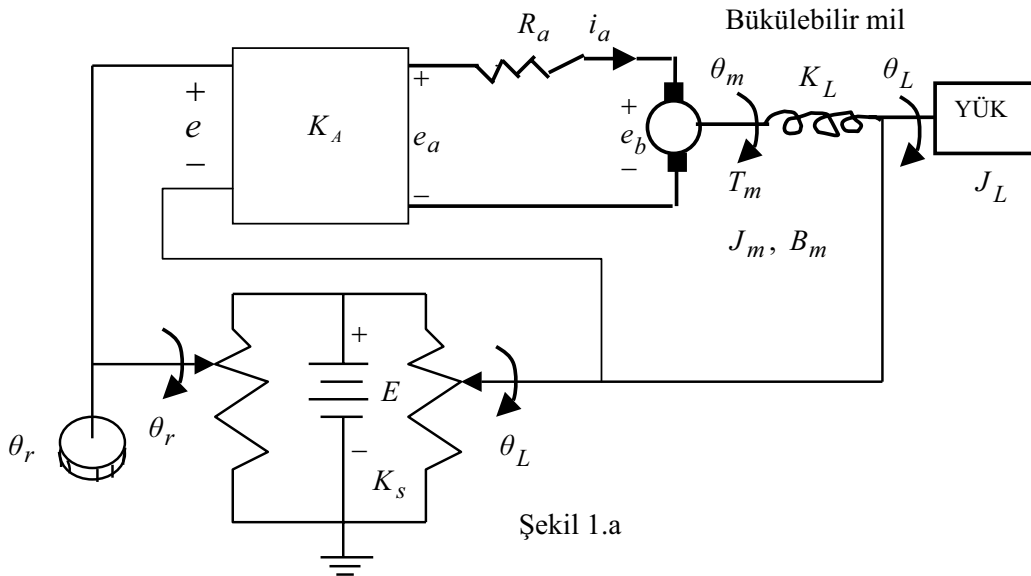 Bükülebilir mil
R_a
i_a
θ_m
K_L
θ_L
YÜK
J_L
+
e
−
K_A
+
e_a
−
+
e_b
−
T_m
J_m, B_m
θ_r
θ_r
+
E
−
K_s
θ_L
Şekil 1.a